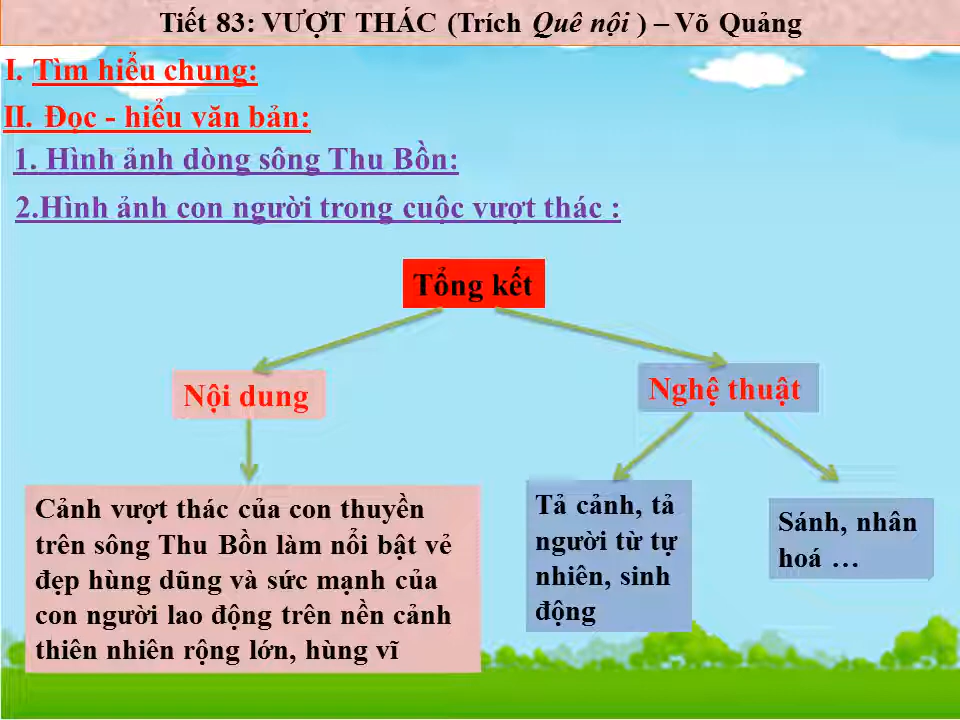 Tiết 83: VƯỢT THÁC (Trích Quê nội ) – Võ Quảng
I. Tìm hiểu chung:
II. Đọc - hiểu văn bản:
1. Hình ảnh dòng sông Thu Bồn:
2.Hình ảnh con người trong cuộc vượt thác :
Tổng kết
Nội dung
Nghệ thuật
Cảnh vượt thác của con thuyền
trên sông Thu Bồn làm nổi bật vẻ
đẹp hùng dũng và sức mạnh của
con người lao động trên nền cảnh
thiên nhiên rộng lớn, hùng vĩ
Tả cảnh, tả
người từ tự
nhiên, sinh
động
Sánh, nhân
hoá …